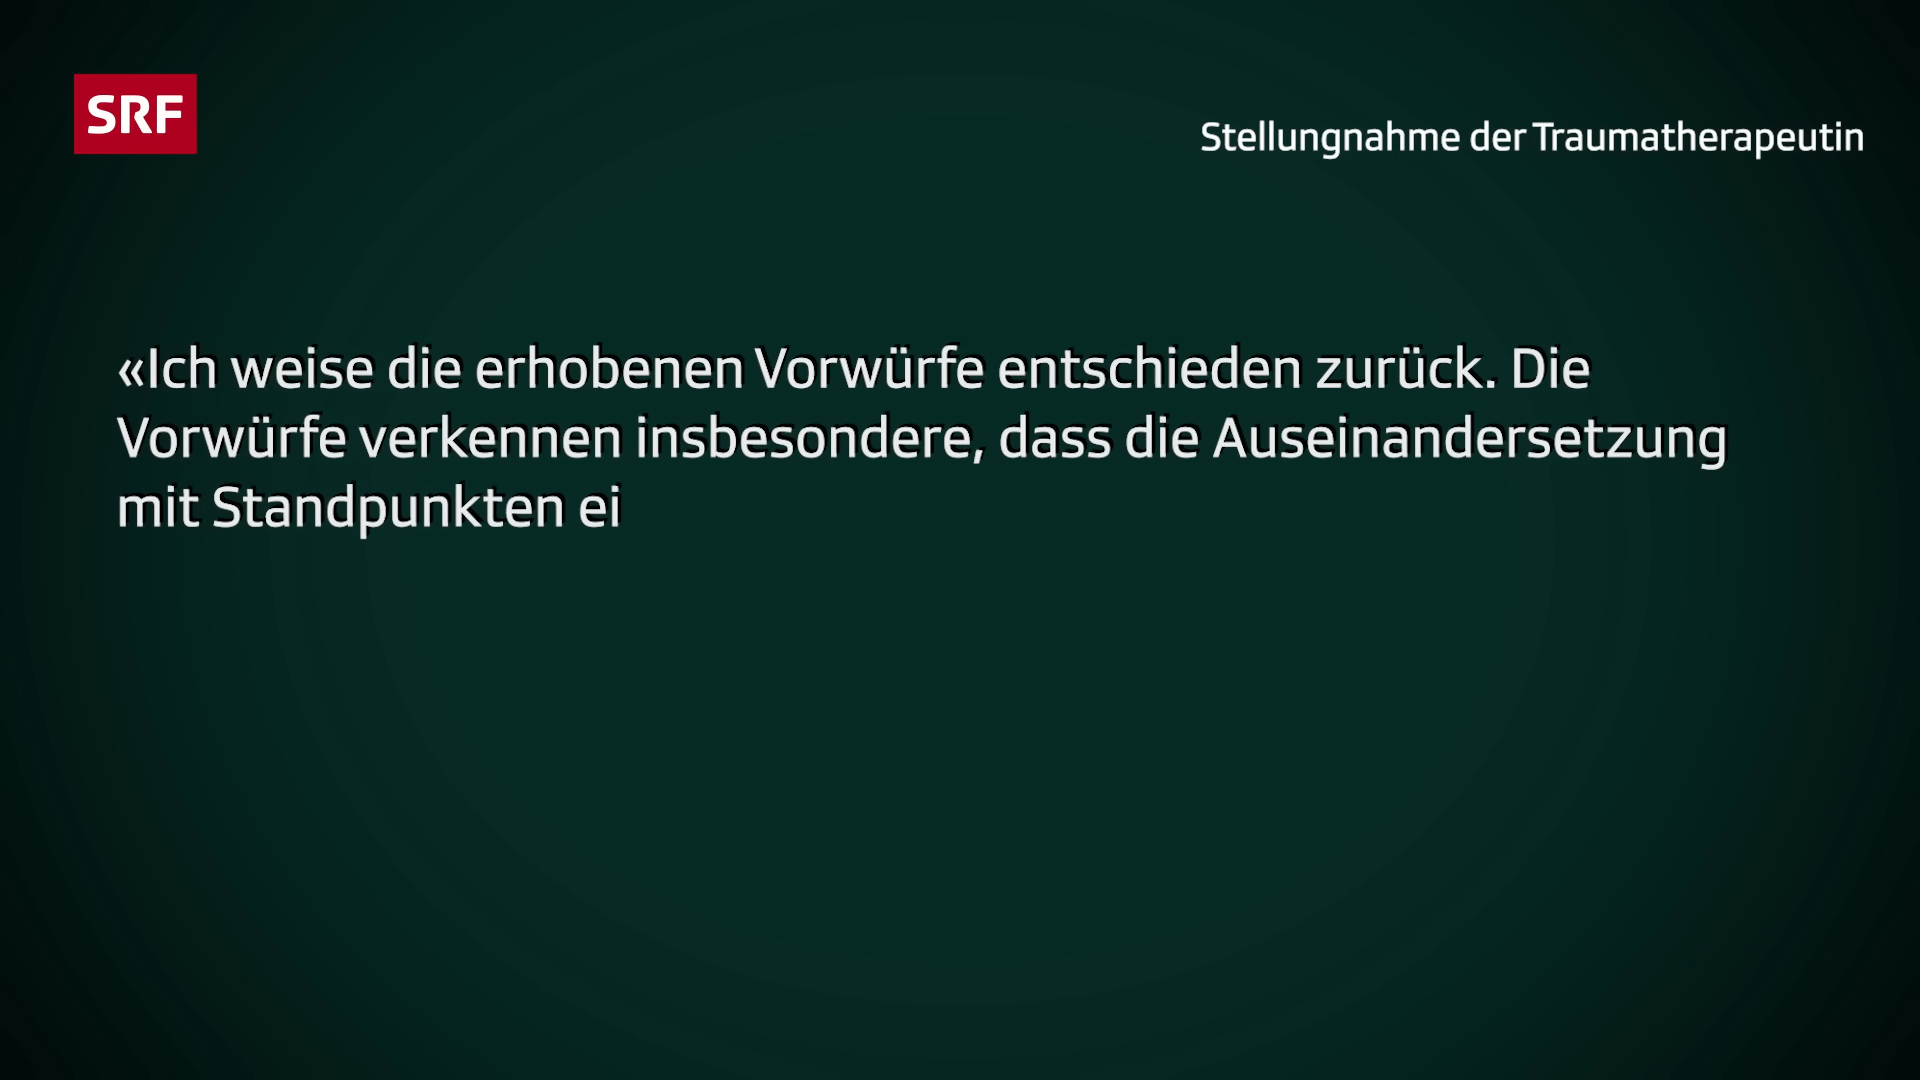 SRF
Stellungnahme der Traumatherapeutin
«Ich weise die erhobenen Vorwürfe entschieden zurück. Die
Vorwürfe verkennen insbesondere, dass die Auseinandersetzung
mit Standpunkten ei